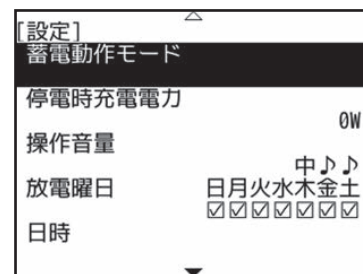 [設定]
蓄電動作モード
停電時充電電力
0W
操作音量
中♪♪
放電曜日 日月火水木金土
☑☑☑☑☑☑☑
日時